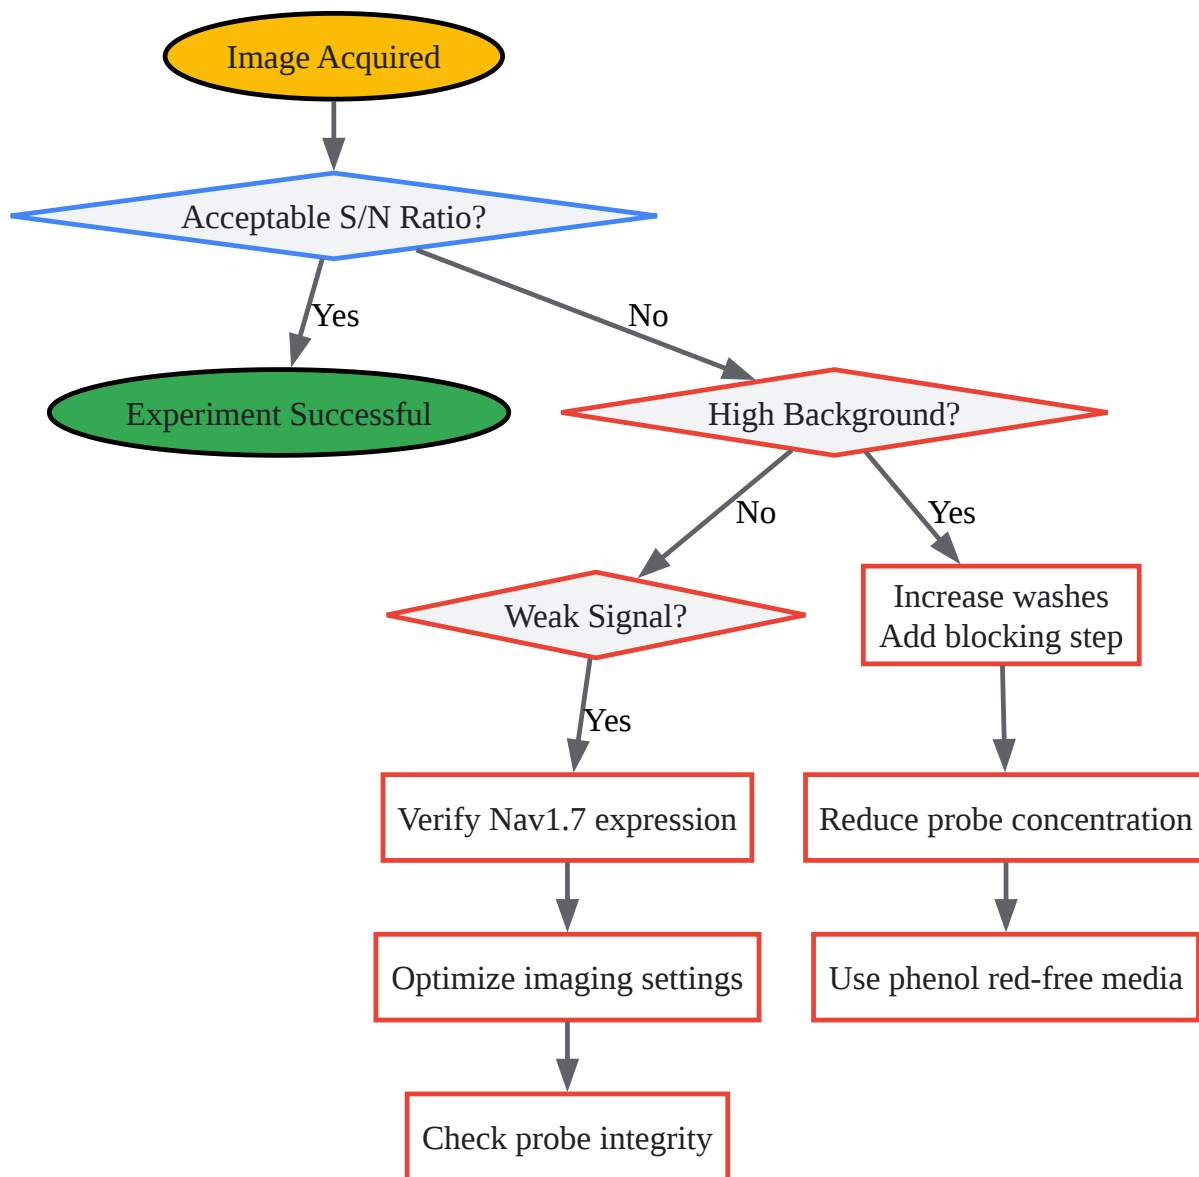 Image Acquired
Acceptable S/N Ratio?
Yes
No
Experiment Successful
High Background?
No
Yes
Weak Signal?
Increase washes
Add blocking step
Yes
Verify Nav1.7 expression
Reduce probe concentration
Optimize imaging settings
Use phenol red-free media
Check probe integrity